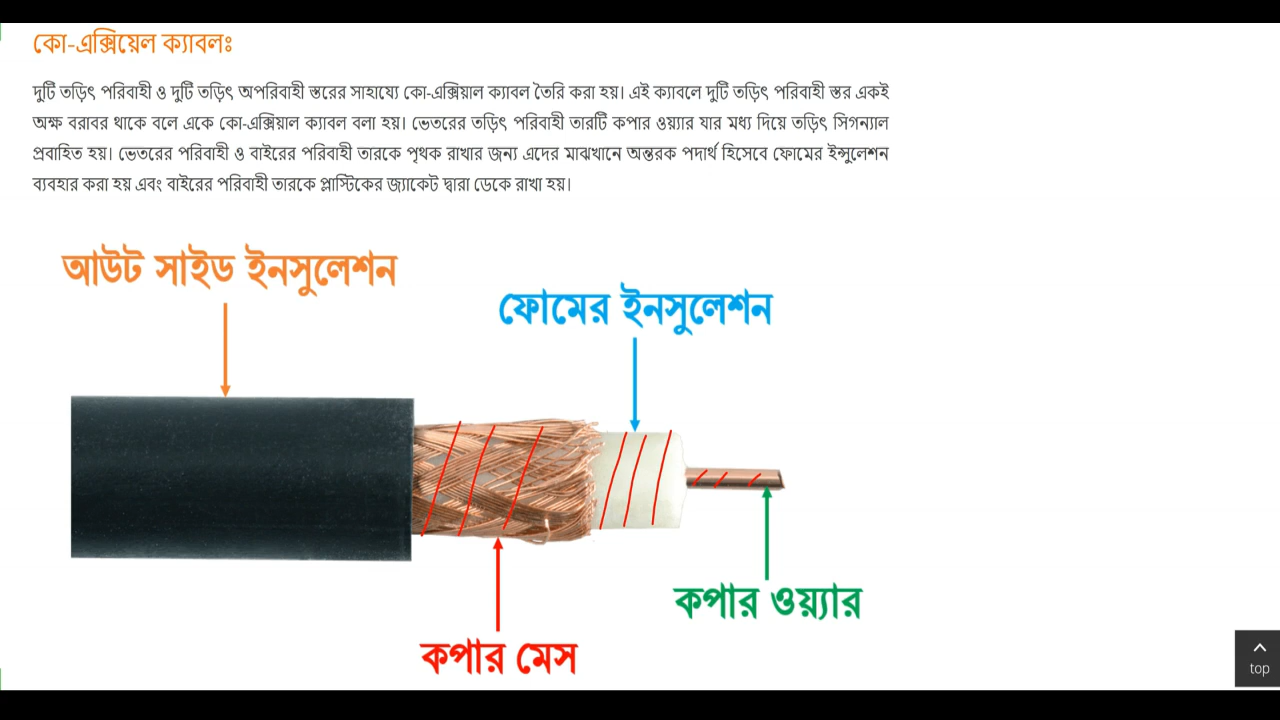 কো-এক্সিয়েল ক্যাবলঃ
দুটি তড়িৎ পরিবাহী ও দুটি তড়িৎ অপরিবাহী স্তরের সাহায্যে কো-এক্সিয়াল ক্যাবল তৈরি করা হয়। এই ক্যাবলে দুটি তড়িৎ পরিবাহী স্তর একই
অক্ষ বরাবর থাকে বলে একে কো-এক্সিয়াল ক্যাবল বলা হয়। ভেতরের তড়িৎ পরিবাহী তারটি কপার ওয়্যার যার মধ্য দিয়ে তড়িৎ সিগন্যাল
প্রবাহিত হয়। ভেতরের পরিবাহী ও বাইরের পরিবাহী তারকে পৃথক রাখার জন্য এদের মাঝখানে অন্তরক পদার্থ হিসেবে ফোমের ইন্সুলেশন
ব্যবহার করা হয় এবং বাইরের পরিবাহী তারকে প্লাস্টিকের জ্যাকেট দ্বারা ডেকে রাখা হয়।
আউট সাইড ইনসুলেশন
ফোমের ইনসুলেশন
কপার ওয়্যার
কপার মেস
top